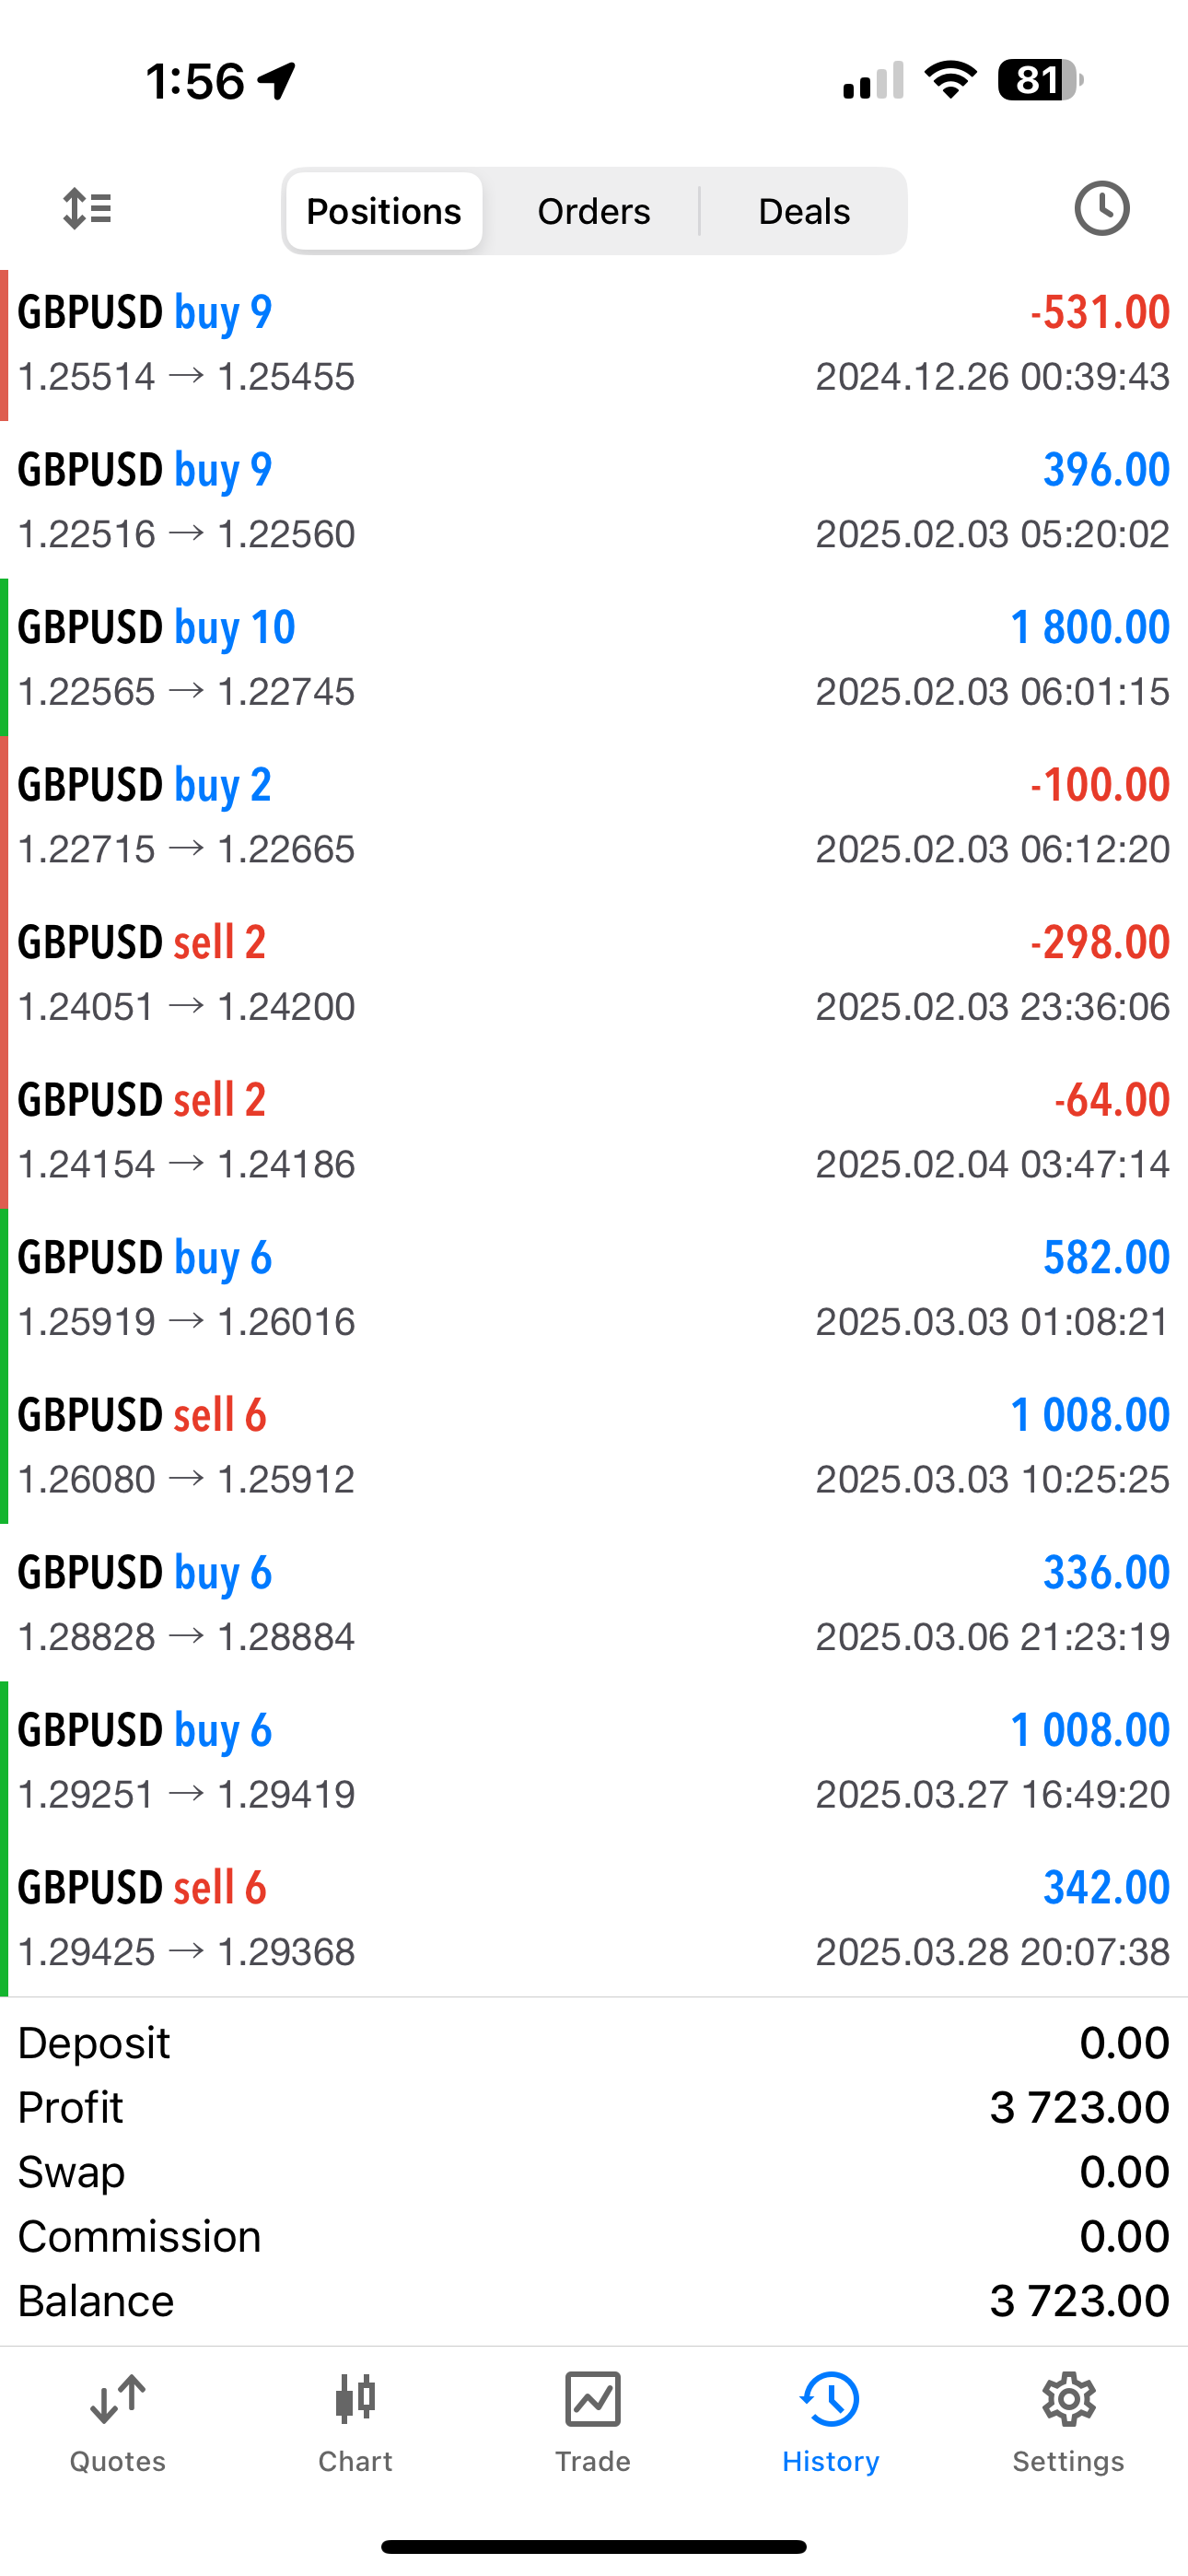 1:56
81
Positions Orders Deals
GBPUSD buy 9 -531.00
1.25514 → 1.25455 2024.12.26 00:39:43
GBPUSD buy 9 396.00
1.22516 → 1.22560 2025.02.03 05:20:02
GBPUSD buy 10 1 800.00
1.22565 → 1.22745 2025.02.03 06:01:15
GBPUSD buy 2 -100.00
1.22715 → 1.22665 2025.02.03 06:12:20
GBPUSD sell 2 -298.00
1.24051 → 1.24200 2025.02.03 23:36:06
GBPUSD sell 2 -64.00
1.24154 → 1.24186 2025.02.04 03:47:14
GBPUSD buy 6 582.00
1.25919 → 1.26016 2025.03.03 01:08:21
GBPUSD sell 6 1 008.00
1.26080 → 1.25912 2025.03.03 10:25:25
GBPUSD buy 6 336.00
1.28828 → 1.28884 2025.03.06 21:23:19
GBPUSD buy 6 1 008.00
1.29251 → 1.29419 2025.03.27 16:49:20
GBPUSD sell 6 342.00
1.29425 → 1.29368 2025.03.28 20:07:38
Deposit 0.00
Profit 3 723.00
Swap 0.00
Commission 0.00
Balance 3 723.00
Quotes Chart Trade History Settings